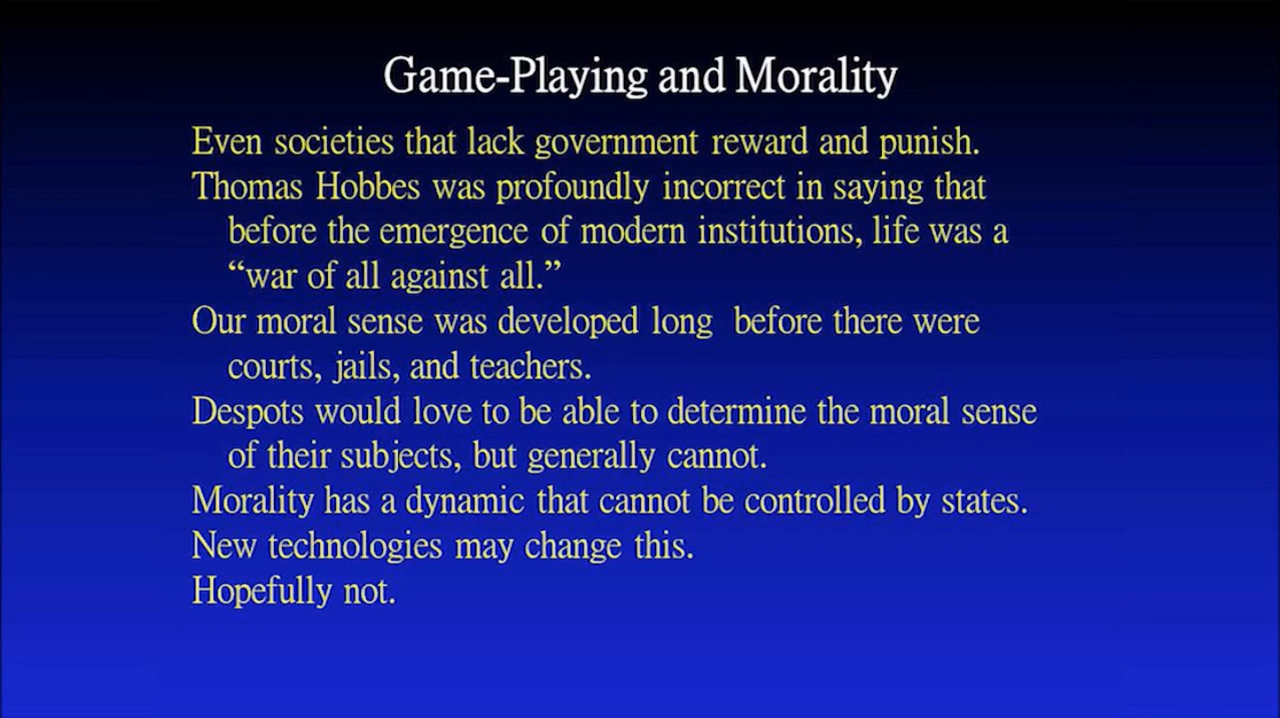 Game-Playing and Morality
Even societies that lack government reward and punish.
Thomas Hobbes was profoundly incorrect in saying that
before the emergence of modern institutions, life was a
“war of all against all.”
Our moral sense was developed long  before there were
courts, jails, and teachers.
Despots would love to be able to determine the moral sense
of their subjects, but generally cannot.
Morality has a dynamic that cannot be controlled by states.
New technologies may change this.
Hopefully not.